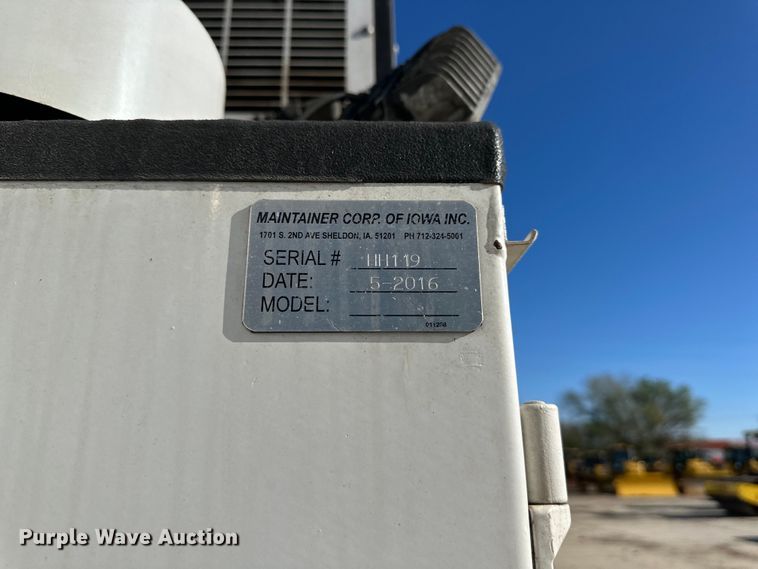 MAINTAINER CORP. OF IOWA INC.
1701 S. 2ND AVE SHELDON, IA. 51201 PH 712-324-5001
SERIAL # HH119
DATE: 5-2016
MODEL:
011208
Purple Wave Auction